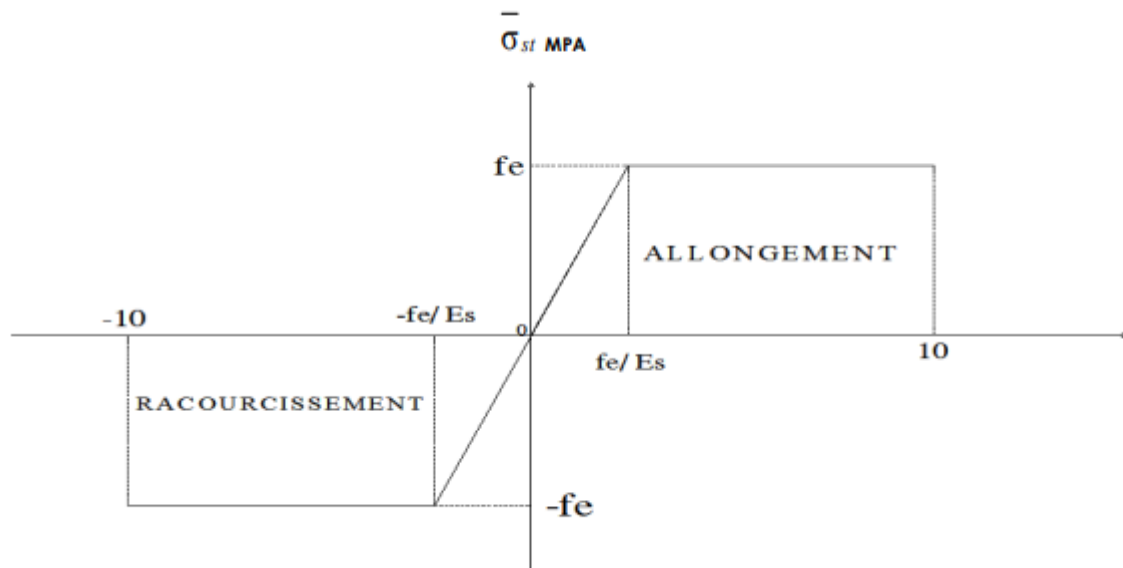 σ̅st MPA
fe
ALLONGEMENT
-10
-fe/ Es
0
fe/ Es
10
RACOURCISSEMENT
-fe